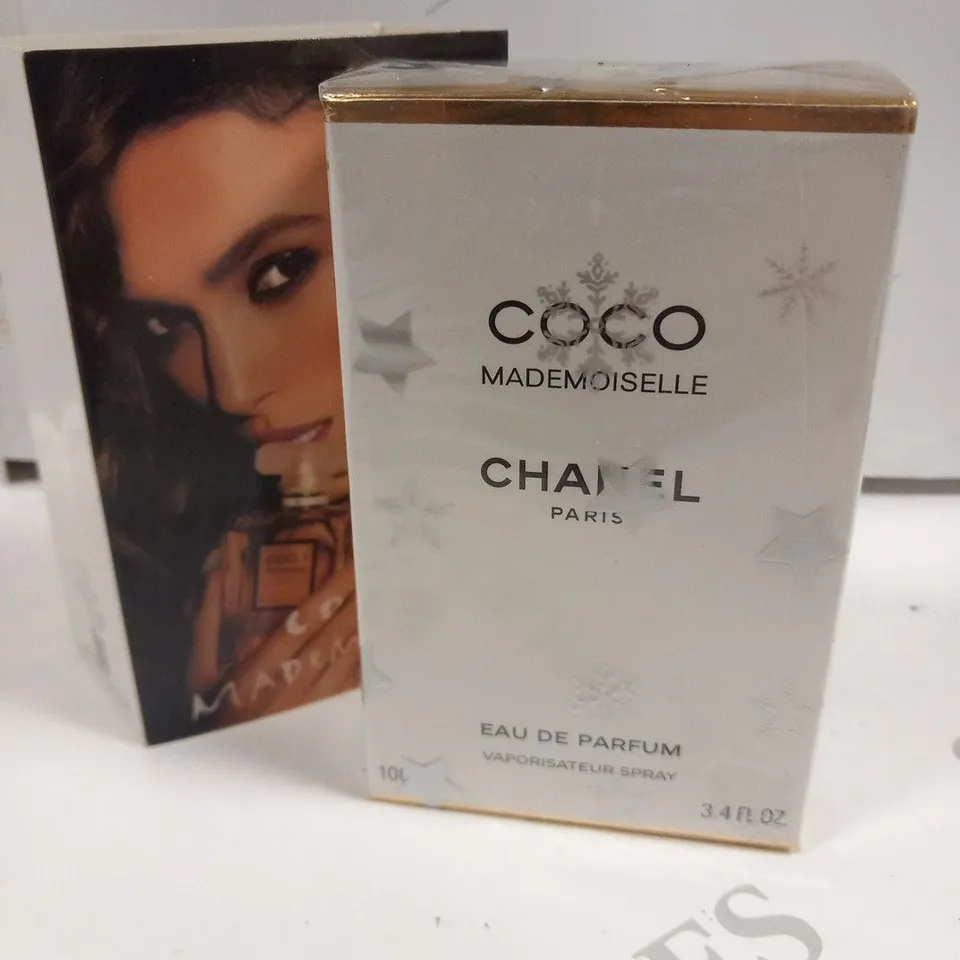 COCO
MADEMOISELLE
CHANEL
PARIS
EAU DE PARFUM
VAPORISATEUR SPRAY
3.4 FL OZ